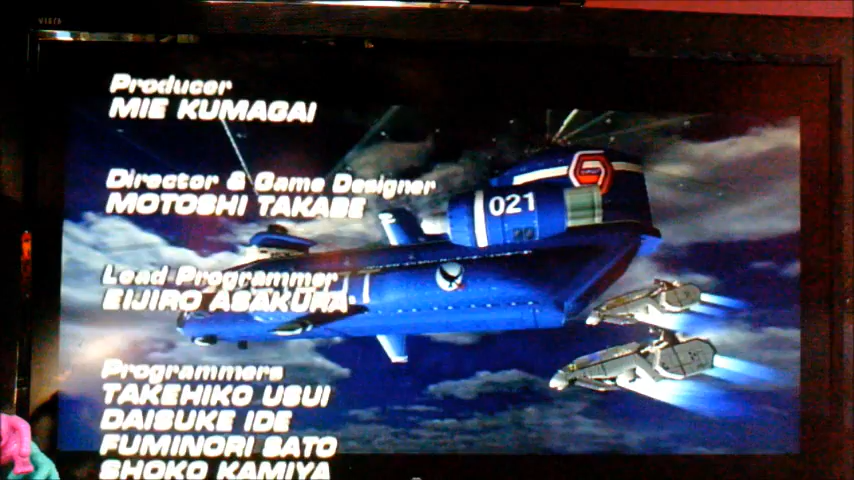 VIZIO
Producer
MIE KUMAGAI
Director & Game Designer
MOTOSHI TAKABE
021
Lead Programmer
EIJIRO ASAKURA
Programmers
TAKEHIKO USUI
DAISUKE IDE
FUMINORI SATO
SHOKO KAMIYA